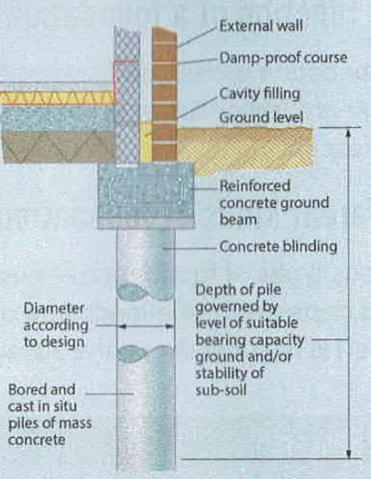 External wall
Damp-proof course
Cavity filling
Ground level
Reinforced
concrete ground
beam
Concrete blinding
Depth of pile
governed by
level of suitable
bearing capacity
ground and/or
stability of
sub-soil
Diameter
according
to design
Bored and
cast in situ
piles of mass
concrete